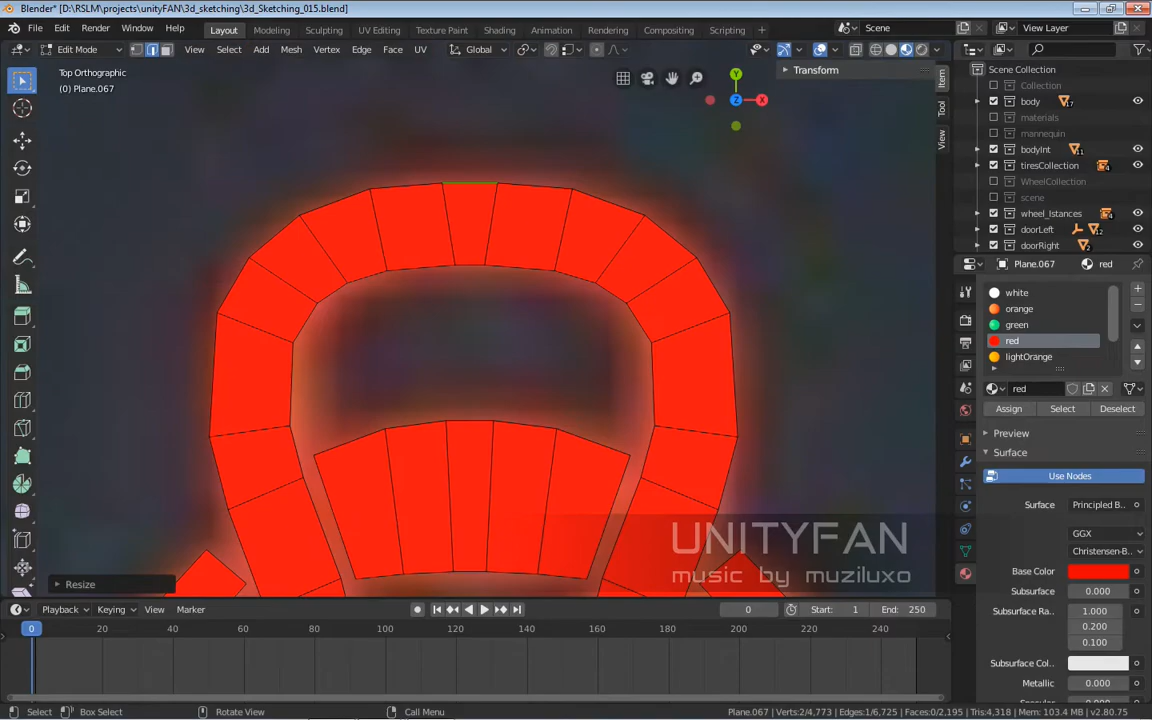 Blender* [D:\RSLM\projects\unityFAN\3d_sketching\3d_Sketching_015.blend]
File Edit Render Window Help Layout Modeling Sculpting UV Editing Texture Paint Shading Animation Rendering Compositing Scripting Scene View Layer
Edit Mode View Select Add Mesh Vertex Edge Face UV Global
Top Orthographic
(0) Plane.067
Transform
Item
Tool
View
Y
Z X
Scene Collection
Collection
body 17
materials
mannequin
bodyInt 11
tiresCollection 4
WheelCollection
scene
wheel_Istances 4
doorLeft 12
doorRight 2
Plane.067 red
white
orange
green
red
lightOrange
red
Assign Select Deselect
Preview
Surface
Use Nodes
Surface Principled B..
GGX
Christensen-B..
Base Color
Subsurface 0.000
Subsurface Ra.. 1.000
0.200
0.100
Subsurface Col..
Metallic 0.000
UNITYFAN
music by muziluxo
Resize
Playback Keying View Marker 0 Start: 1 End: 250
0 20 40 60 80 100 120 140 160 180 200 220 240
Select Box Select Rotate View Call Menu Plane.067 | Verts:2/4,773 | Edges:1/6,725 | Faces:0/2,195 | Tris:4,318 | Mem: 103.4 MB | v2.80.75